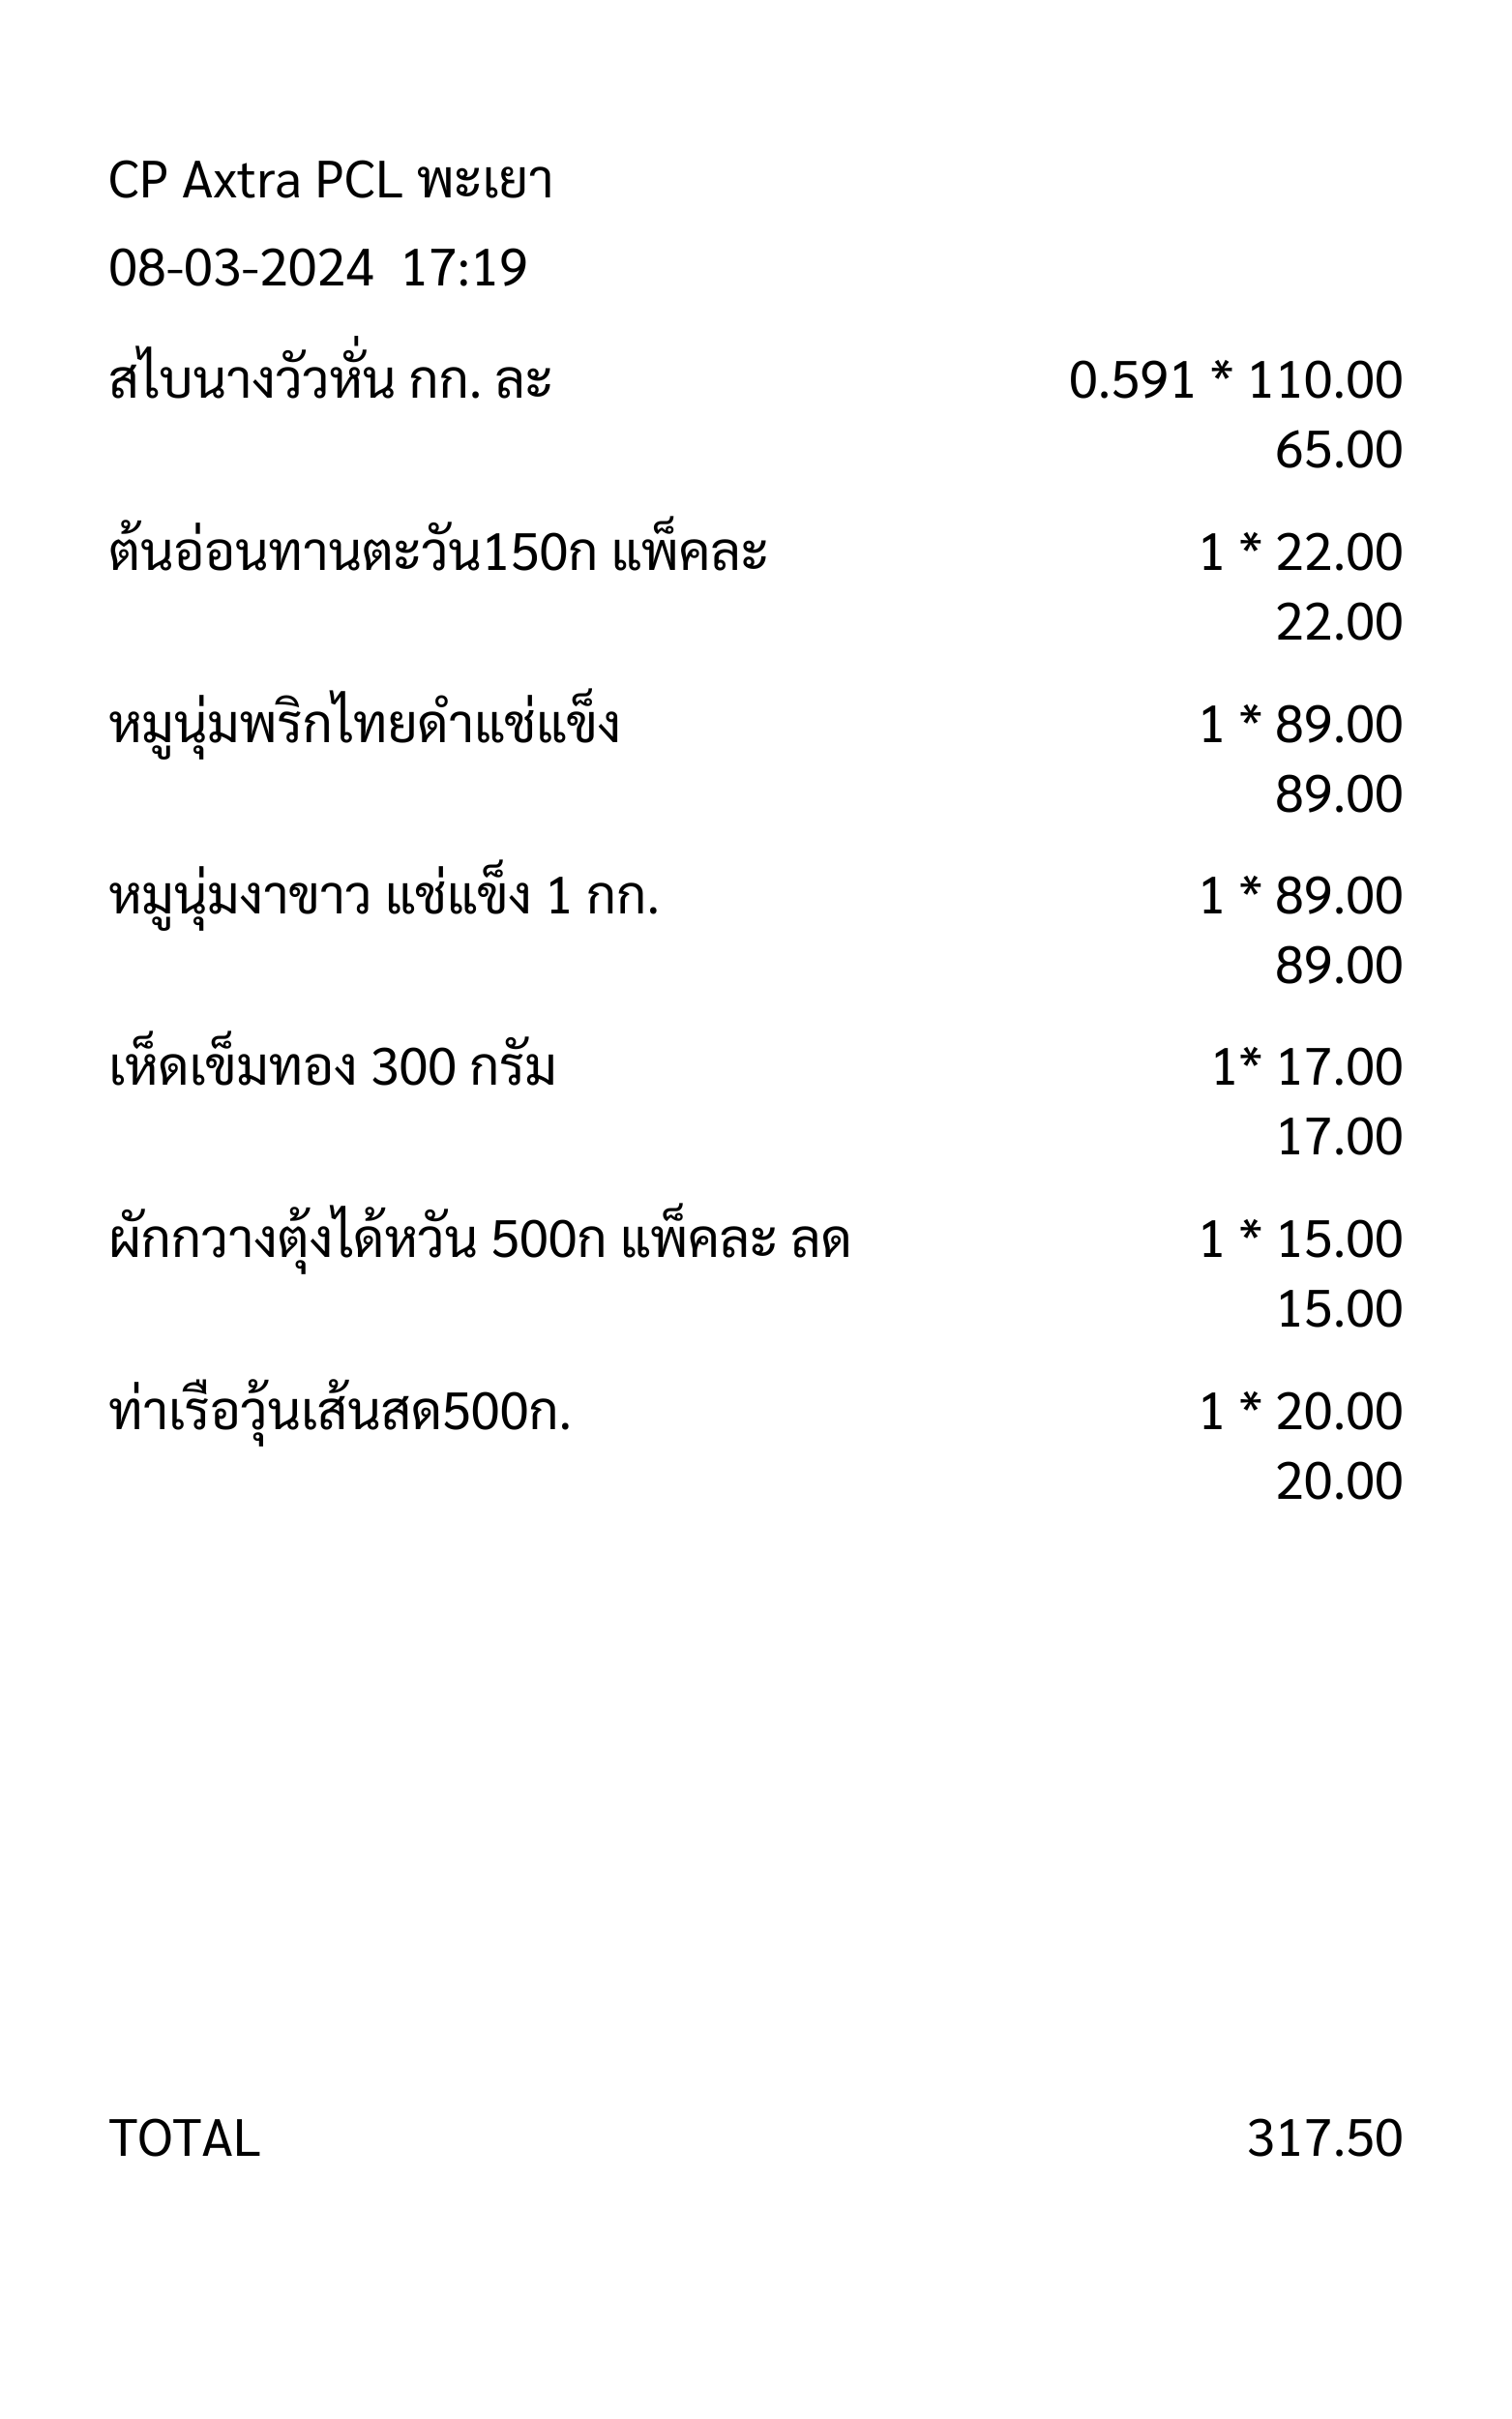 CP Axtra PCL พะเยา
08-03-2024 17:19
สไบนางวัวหั่น กก. ละ 0.591 * 110.00
65.00
ต้นอ่อนทานตะวัน150ก แพ็คละ 1 * 22.00
22.00
หมูนุ่มพริกไทยดำแช่แข็ง 1 * 89.00
89.00
หมูนุ่มงาขาว แช่แข็ง 1 กก. 1 * 89.00
89.00
เห็ดเข็มทอง 300 กรัม 1* 17.00
17.00
ผักกวางตุ้งได้หวัน 500ก แพ็คละ ลด 1 * 15.00
15.00
ท่าเรือวุ้นเส้นสด500ก. 1 * 20.00
20.00
TOTAL 317.50